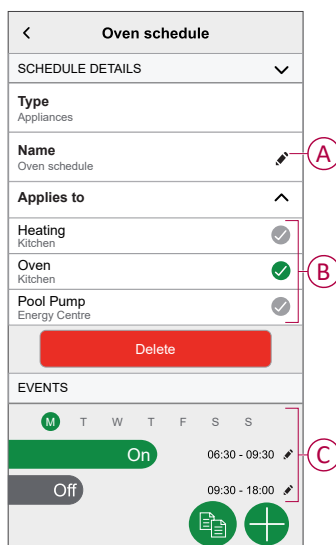 Oven schedule
SCHEDULE DETAILS
Type
Appliances
Name
Oven schedule
A
Applies to
Heating
Kitchen
Oven
Kitchen
B
Pool Pump
Energy Centre
Delete
EVENTS
M T W T F S S
On 06:30 - 09:30
C
Off 09:30 - 18:00